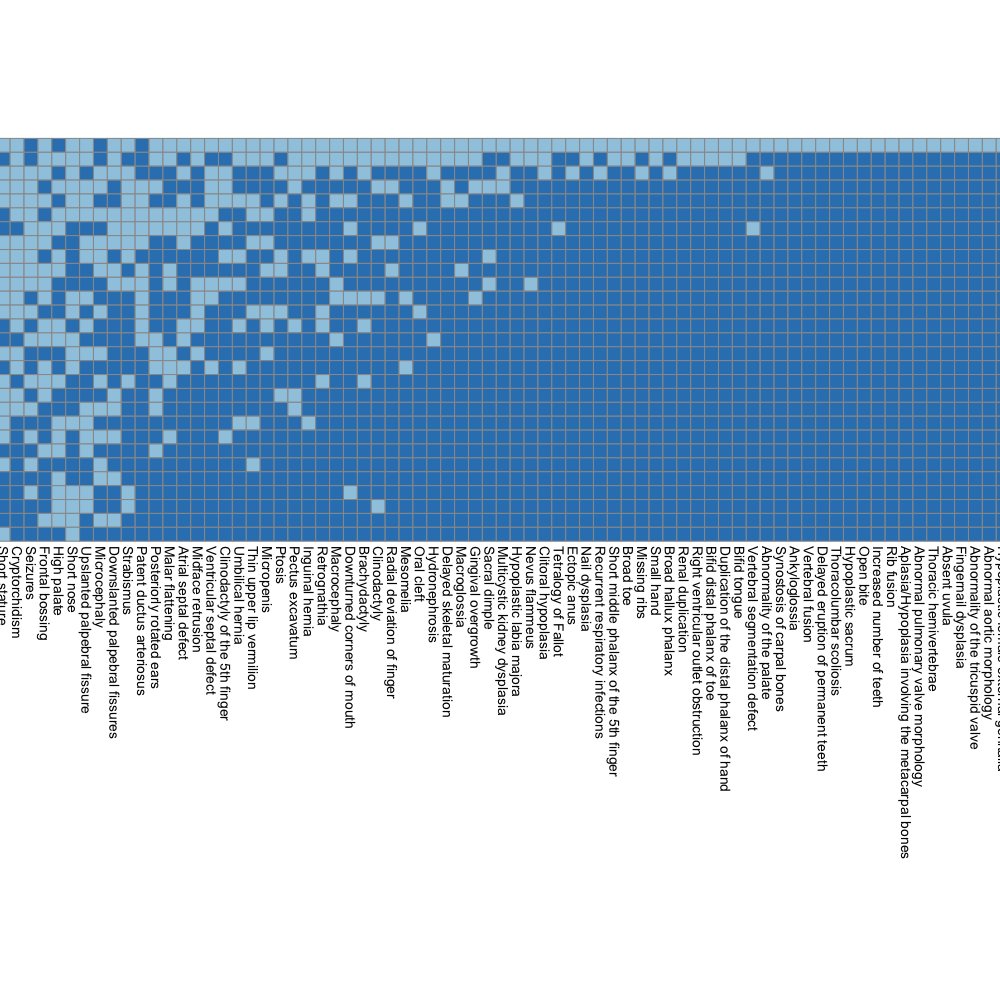 Short stature
Cryptorchidism
Seizures
Frontal bossing
High palate
Short nose
Upslanted palpebral fissure
Microcephaly
Downslanted palpebral fissures
Strabismus
Patent ductus arteriosus
Posteriorly rotated ears
Malar flattening
Atrial septal defect
Midface retrusion
Ventricular septal defect
Clinodactyly of the 5th finger
Umbilical hernia
Thin upper lip vermilion
Micropenis
Ptosis
Pectus excavatum
Inguinal hernia
Retrognathia
Macrocephaly
Downturned corners of mouth
Brachydactyly
Clinodactyly
Radial deviation of finger
Mesomelia
Oral cleft
Hydronephrosis
Delayed skeletal maturation
Macroglossia
Gingival overgrowth
Sacral dimple
Multicystic kidney dysplasia
Hypoplastic labia majora
Nevus flammeus
Clitoral hypoplasia
Tetralogy of Fallot
Ectopic anus
Nail dysplasia
Recurrent respiratory infections
Short middle phalanx of the 5th finger
Broad toe
Missing ribs
Small hand
Broad hallux phalanx
Renal duplication
Right ventricular outlet obstruction
Bifid distal phalanx of toe
Duplication of the distal phalanx of hand
Bifid tongue
Vertebral segmentation defect
Abnormality of the palate
Synostosis of carpal bones
Ankyloglossia
Vertebral fusion
Delayed eruption of permanent teeth
Thoracolumbar scoliosis
Hypoplastic sacrum
Open bite
Increased number of teeth
Rib fusion
Aplasia/Hypoplasia involving the metacarpal bones
Abnormal pulmonary valve morphology
Thoracic hemivertebrae
Absent uvula
Fingernail dysplasia
Abnormality of the tricuspid valve
Abnormal aortic morphology